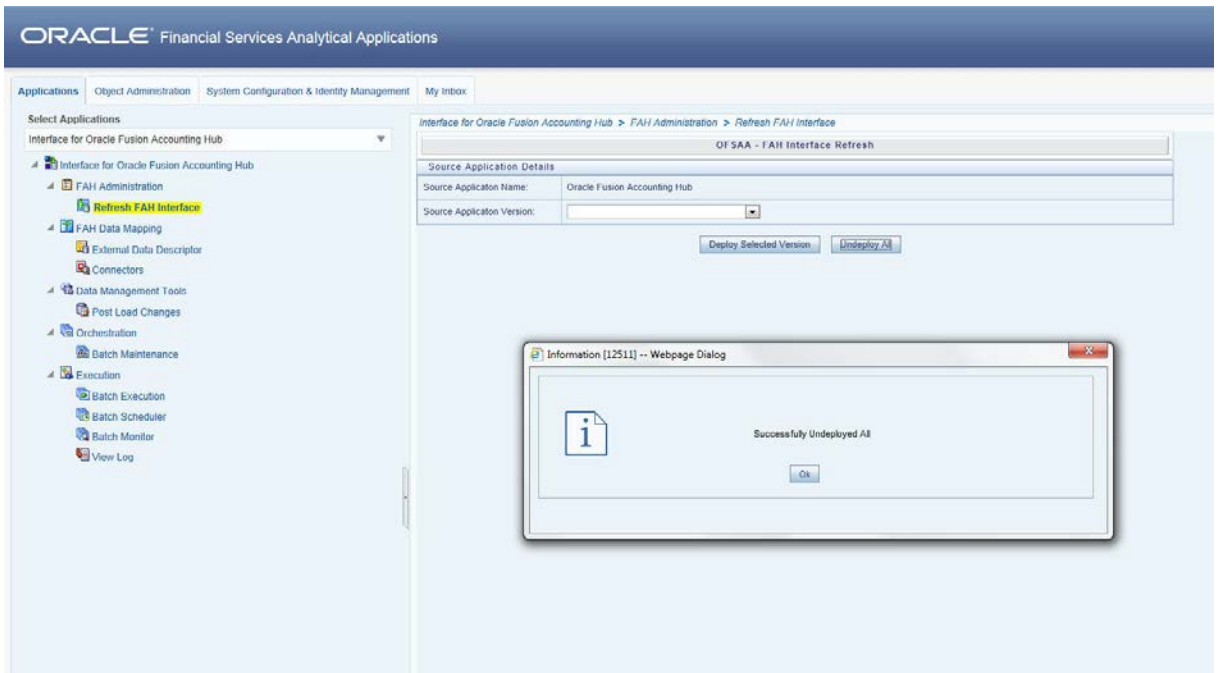 ORACLE Financial Services Analytical Applications
Applications Object Administration System Configuration & Identity Management My Inbox
Select Applications
Interface for Oracle Fusion Accounting Hub
Interface for Oracle Fusion Accounting Hub
FAH Administration
Refresh FAH Interface
FAH Data Mapping
External Data Descriptor
Connectors
Data Management Tools
Post Load Changes
Orchestration
Batch Maintenance
Execution
Batch Execution
Batch Scheduler
Batch Monitor
View Log
Interface for Oracle Fusion Accounting Hub > FAH Administration > Refresh FAH Interface
OFSAA - FAH Interface Refresh
Source Application Details
Source Applicaton Name: Oracle Fusion Accounting Hub
Source Applicaton Version:
Deploy Selected Version Undeploy All
Information [12511] -- Webpage Dialog
Successfully Undeployed All
Ok